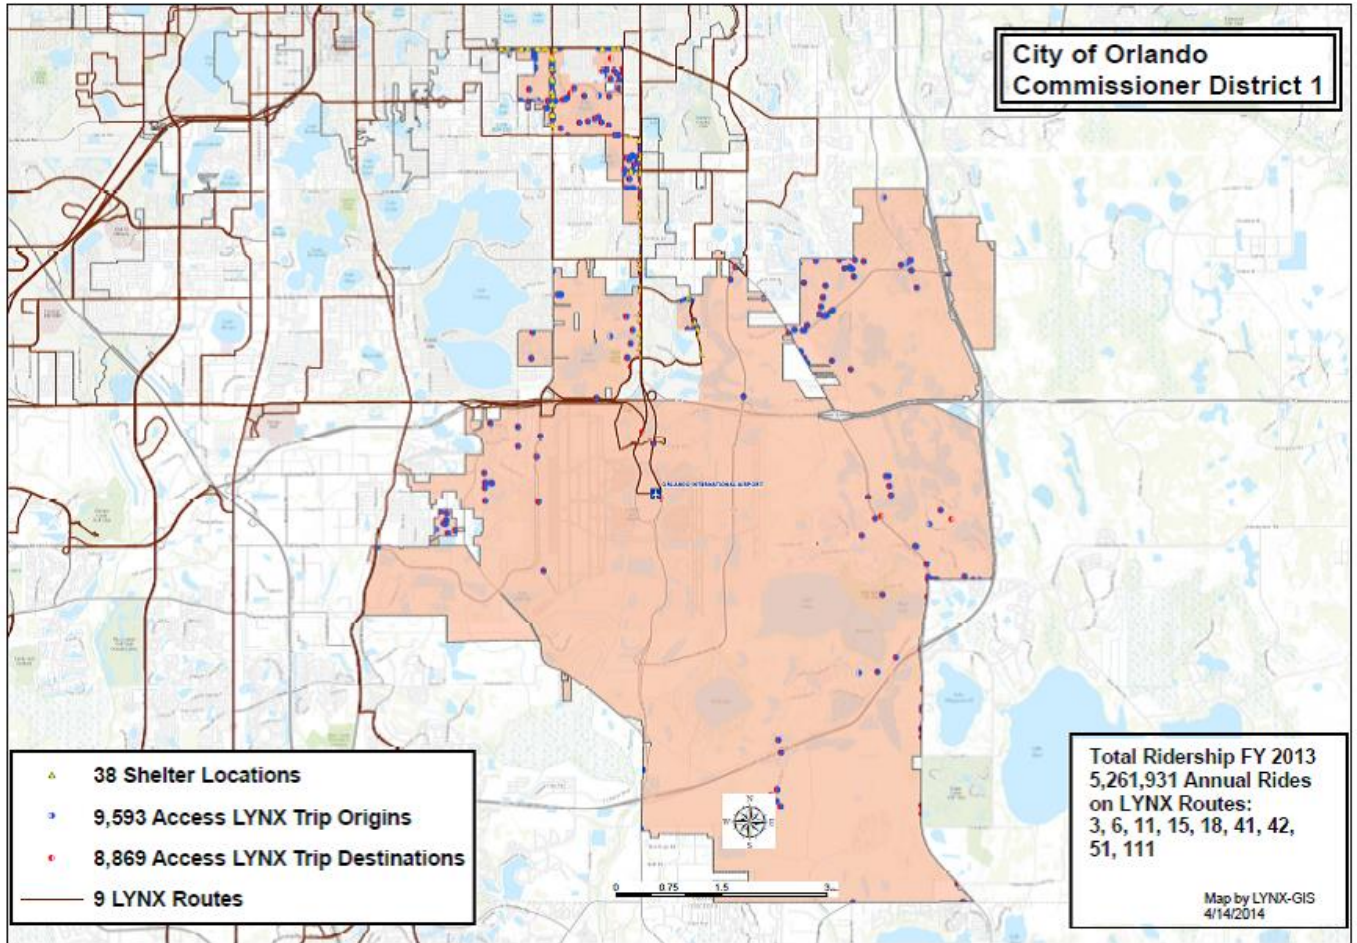 City of Orlando
Commissioner District 1
ORLANDO INTERNATIONAL AIRPORT
38 Shelter Locations
9,593 Access LYNX Trip Origins
8,869 Access LYNX Trip Destinations
9 LYNX Routes
N
W E
S
0 0.75 1.5 3
Total Ridership FY 2013
5,261,931 Annual Rides
on LYNX Routes:
3, 6, 11, 15, 18, 41, 42,
51, 111
Map by LYNX-GIS
4/14/2014